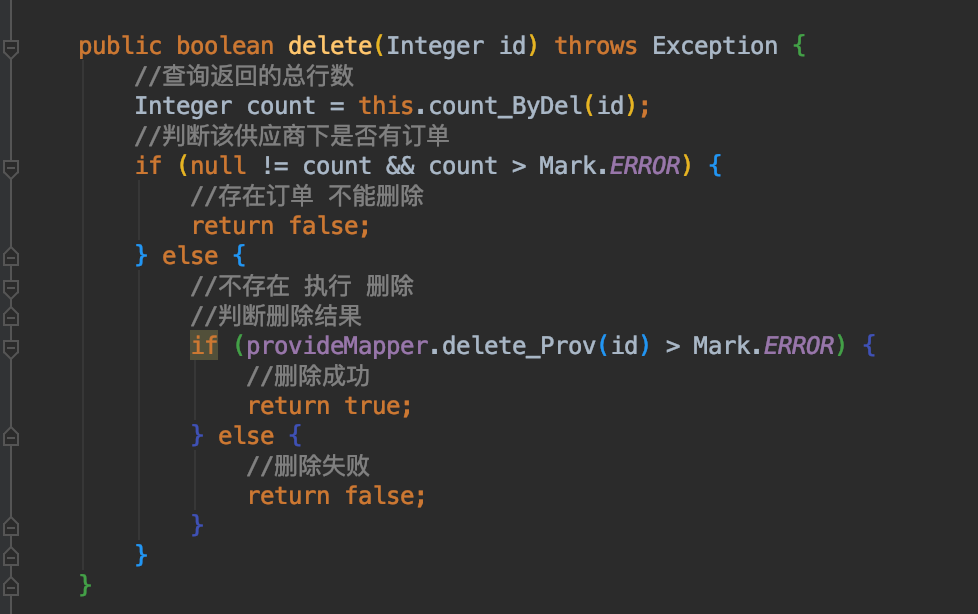 public boolean delete(Integer id) throws Exception {
//查询返回的总行数
Integer count = this.count_ByDel(id);
//判断该供应商下是否有订单
if (null != count && count > Mark.ERROR) {
//存在订单 不能删除
return false;
} else {
//不存在 执行 删除
//判断删除结果
if (provideMapper.delete_Prov(id) > Mark.ERROR) {
//删除成功
return true;
} else {
//删除失败
return false;
}
}
}